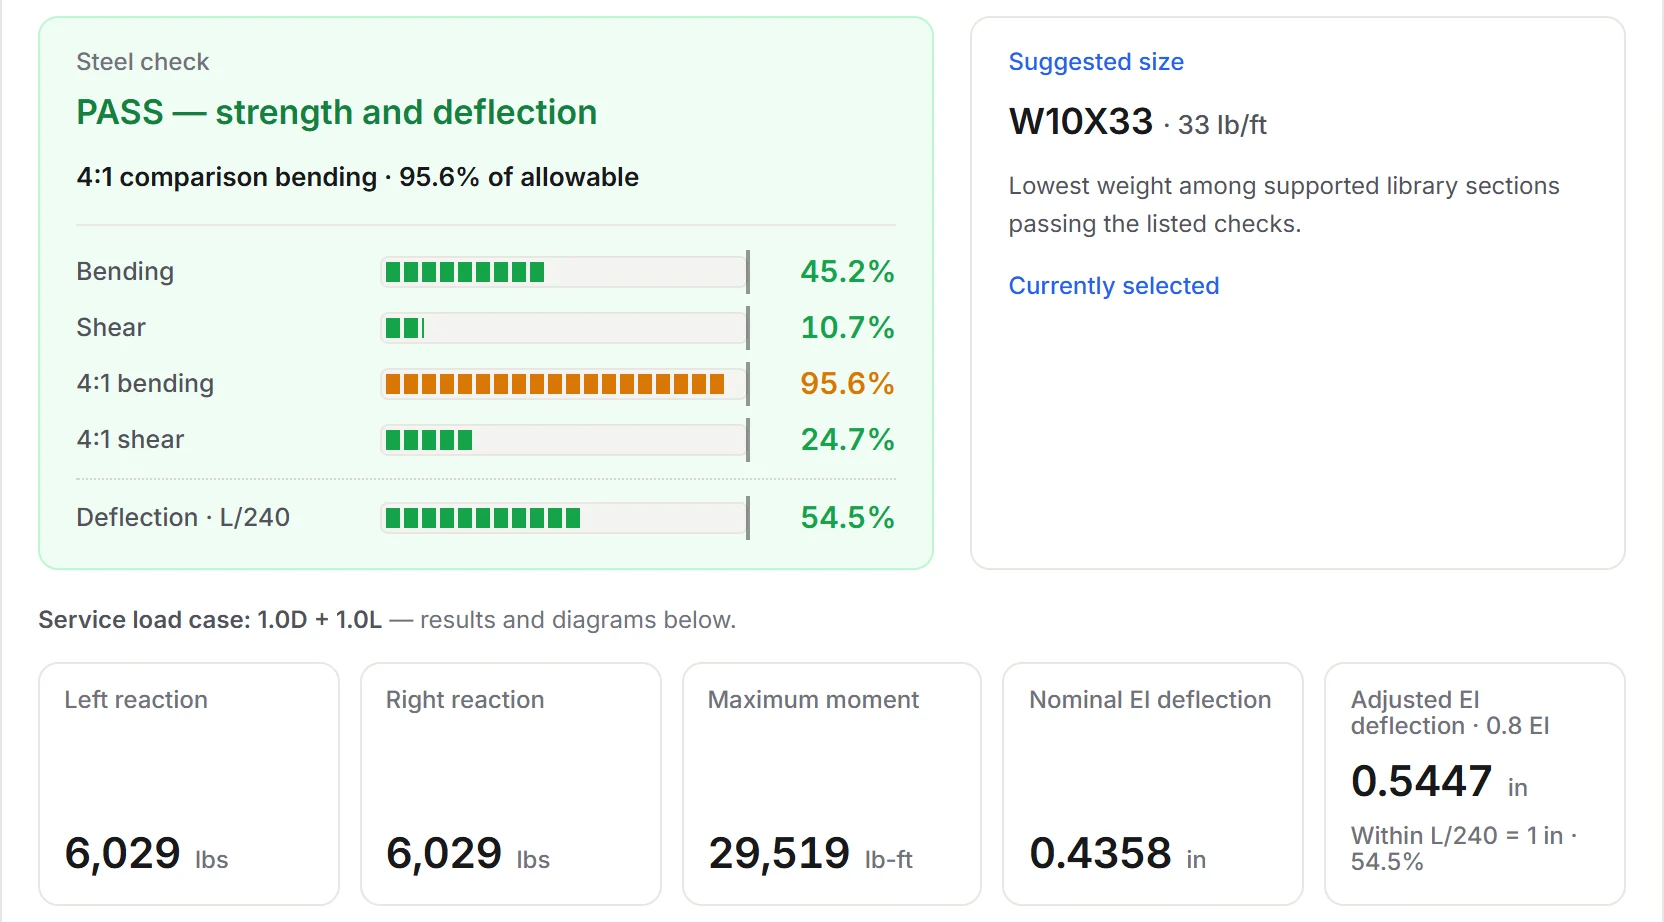 Steel check
PASS — strength and deflection
4:1 comparison bending · 95.6% of allowable
Bending 45.2%
Shear 10.7%
4:1 bending 95.6%
4:1 shear 24.7%
Deflection · L/240 54.5%
Suggested size
W10X33 · 33 lb/ft
Lowest weight among supported library sections
passing the listed checks.
Currently selected
Service load case: 1.0D + 1.0L — results and diagrams below.
Left reaction
6,029 lbs
Right reaction
6,029 lbs
Maximum moment
29,519 lb-ft
Nominal EI deflection
0.4358 in
Adjusted EI
deflection · 0.8 EI
0.5447 in
Within L/240 = 1 in ·
54.5%